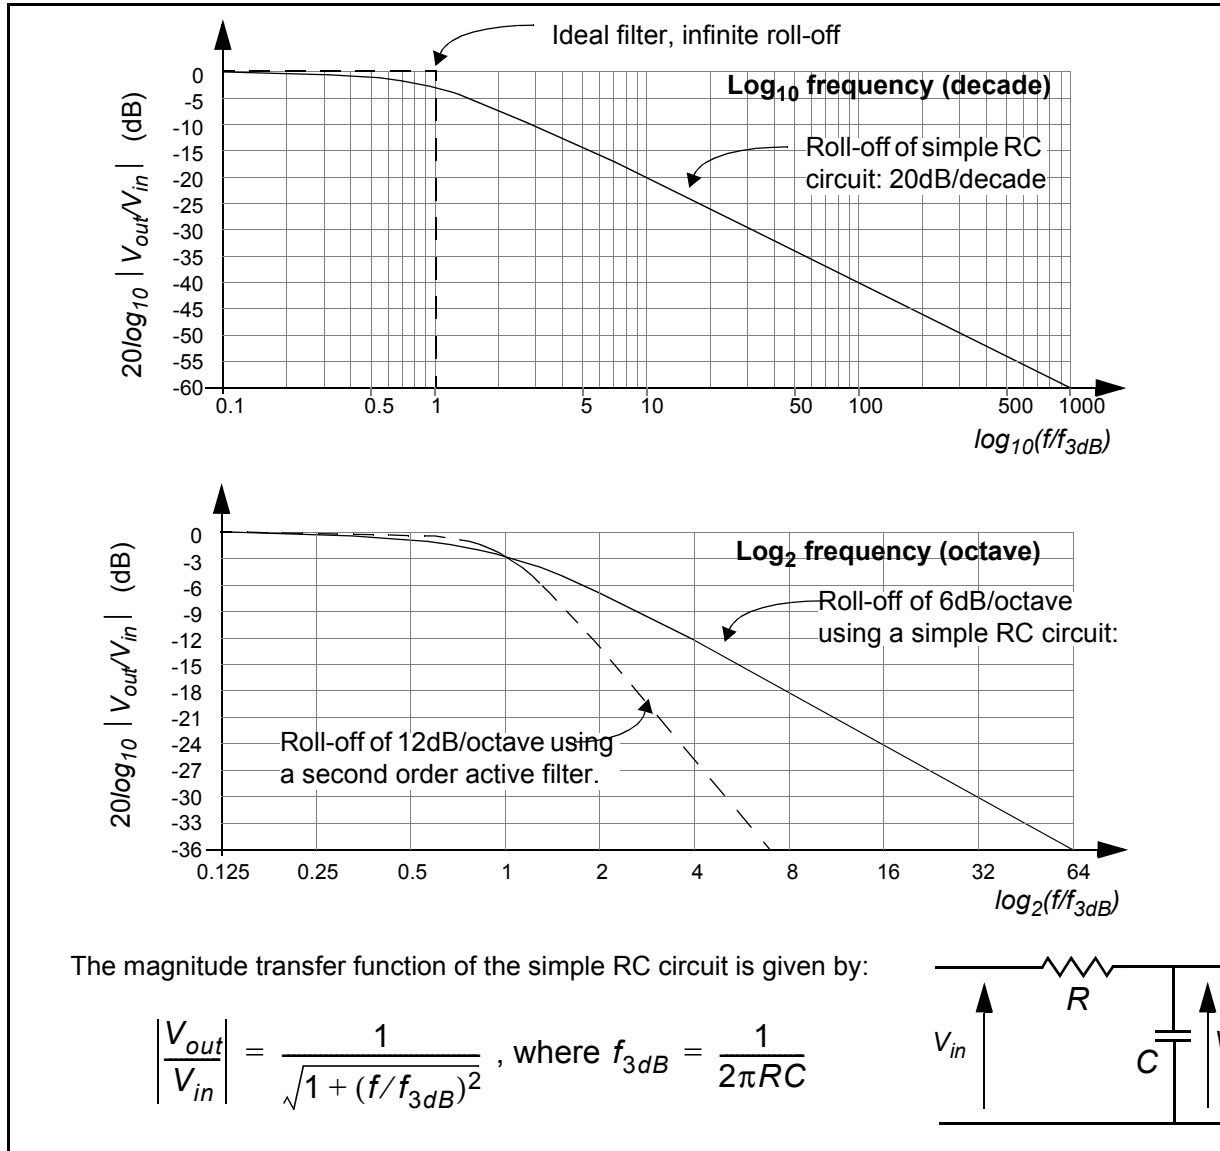 Ideal filter, infinite roll-off
Log10 frequency (decade)
Roll-off of simple RC
circuit: 20dB/decade
20log10 |Vout/Vin| (dB)
0
-5
-10
-15
-20
-25
-30
-35
-40
-45
-50
-55
-60
0.1 0.5 1 5 10 50 100 500 1000
log10(f/f3dB)
Log2 frequency (octave)
Roll-off of 6dB/octave
using a simple RC circuit:
Roll-off of 12dB/octave using
a second order active filter.
20log10 |Vout/Vin| (dB)
0
-3
-6
-9
-12
-15
-18
-21
-24
-27
-30
-33
-36
0.125 0.25 0.5 1 2 4 8 16 32 64
log2(f/f3dB)
The magnitude transfer function of the simple RC circuit is given by:
|Vout/Vin| = 1/√(1 + (f/f3dB)²) , where f3dB = 1/(2πRC)
R
Vin
C